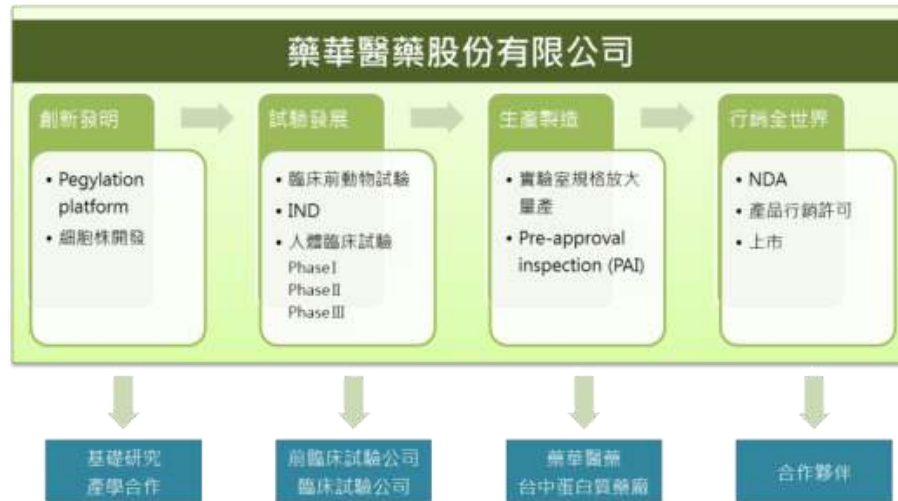 藥華醫藥股份有限公司
創新發明
• Pegylation
platform
• 細胞株開發
試驗發展
• 臨床前動物試驗
• IND
• 人體臨床試驗
PhaseⅠ
PhaseⅡ
PhaseⅢ
生產製造
• 實驗室規格放大
量產
• Pre-approval
inspection (PAI)
行銷全世界
• NDA
• 產品行銷許可
• 上市
基礎研究
產學合作
前臨床試驗公司
臨床試驗公司
藥華醫藥
台中蛋白質藥廠
合作夥伴